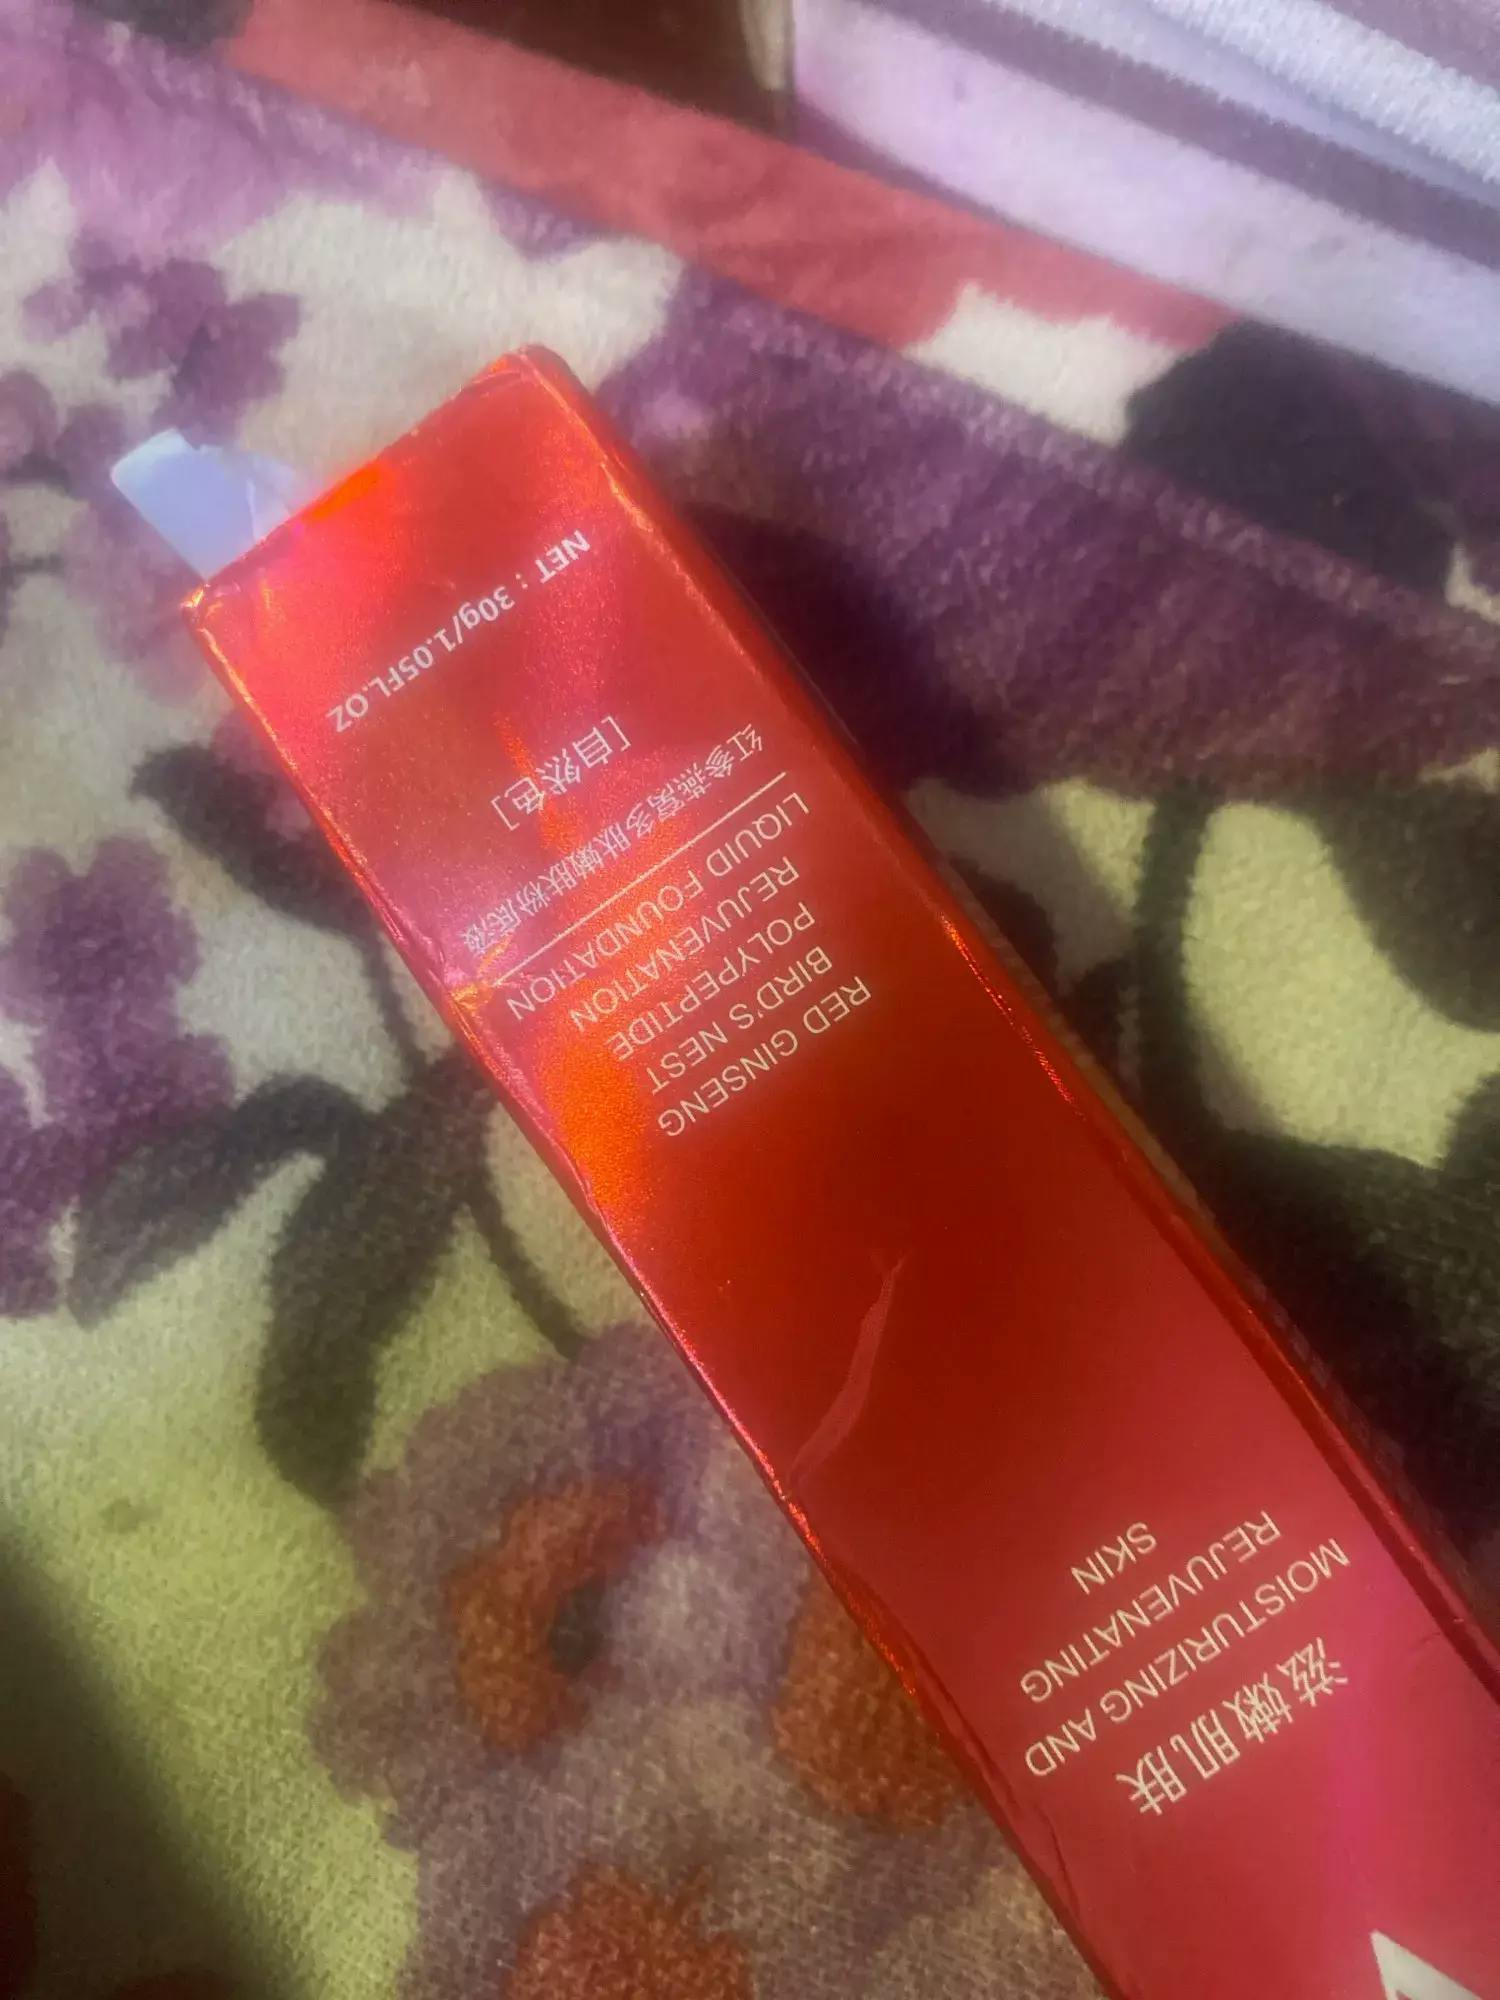 滋嫩肌肤
MOISTURIZING AND
REJUVENATING
SKIN
RED GINSENG
BIRD'S NEST
POLYPEPTIDE
REJUVENATION
LIQUID FOUNDATION
红参燕窝多肽嫩肤粉底液
[自然色]
NET : 30g/1.05FL.OZ